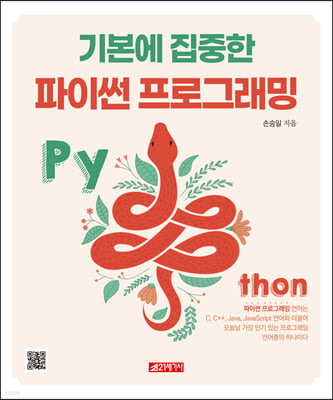 기본에 집중한
파이썬 프로그래밍
손승일 지음
Py
thon
파이썬 프로그래밍 언어는
C, C++, Java, JavaScript 언어와 더불어
오늘날 가장 인기 있는 프로그래밍
언어중의 하나이다
21세기사